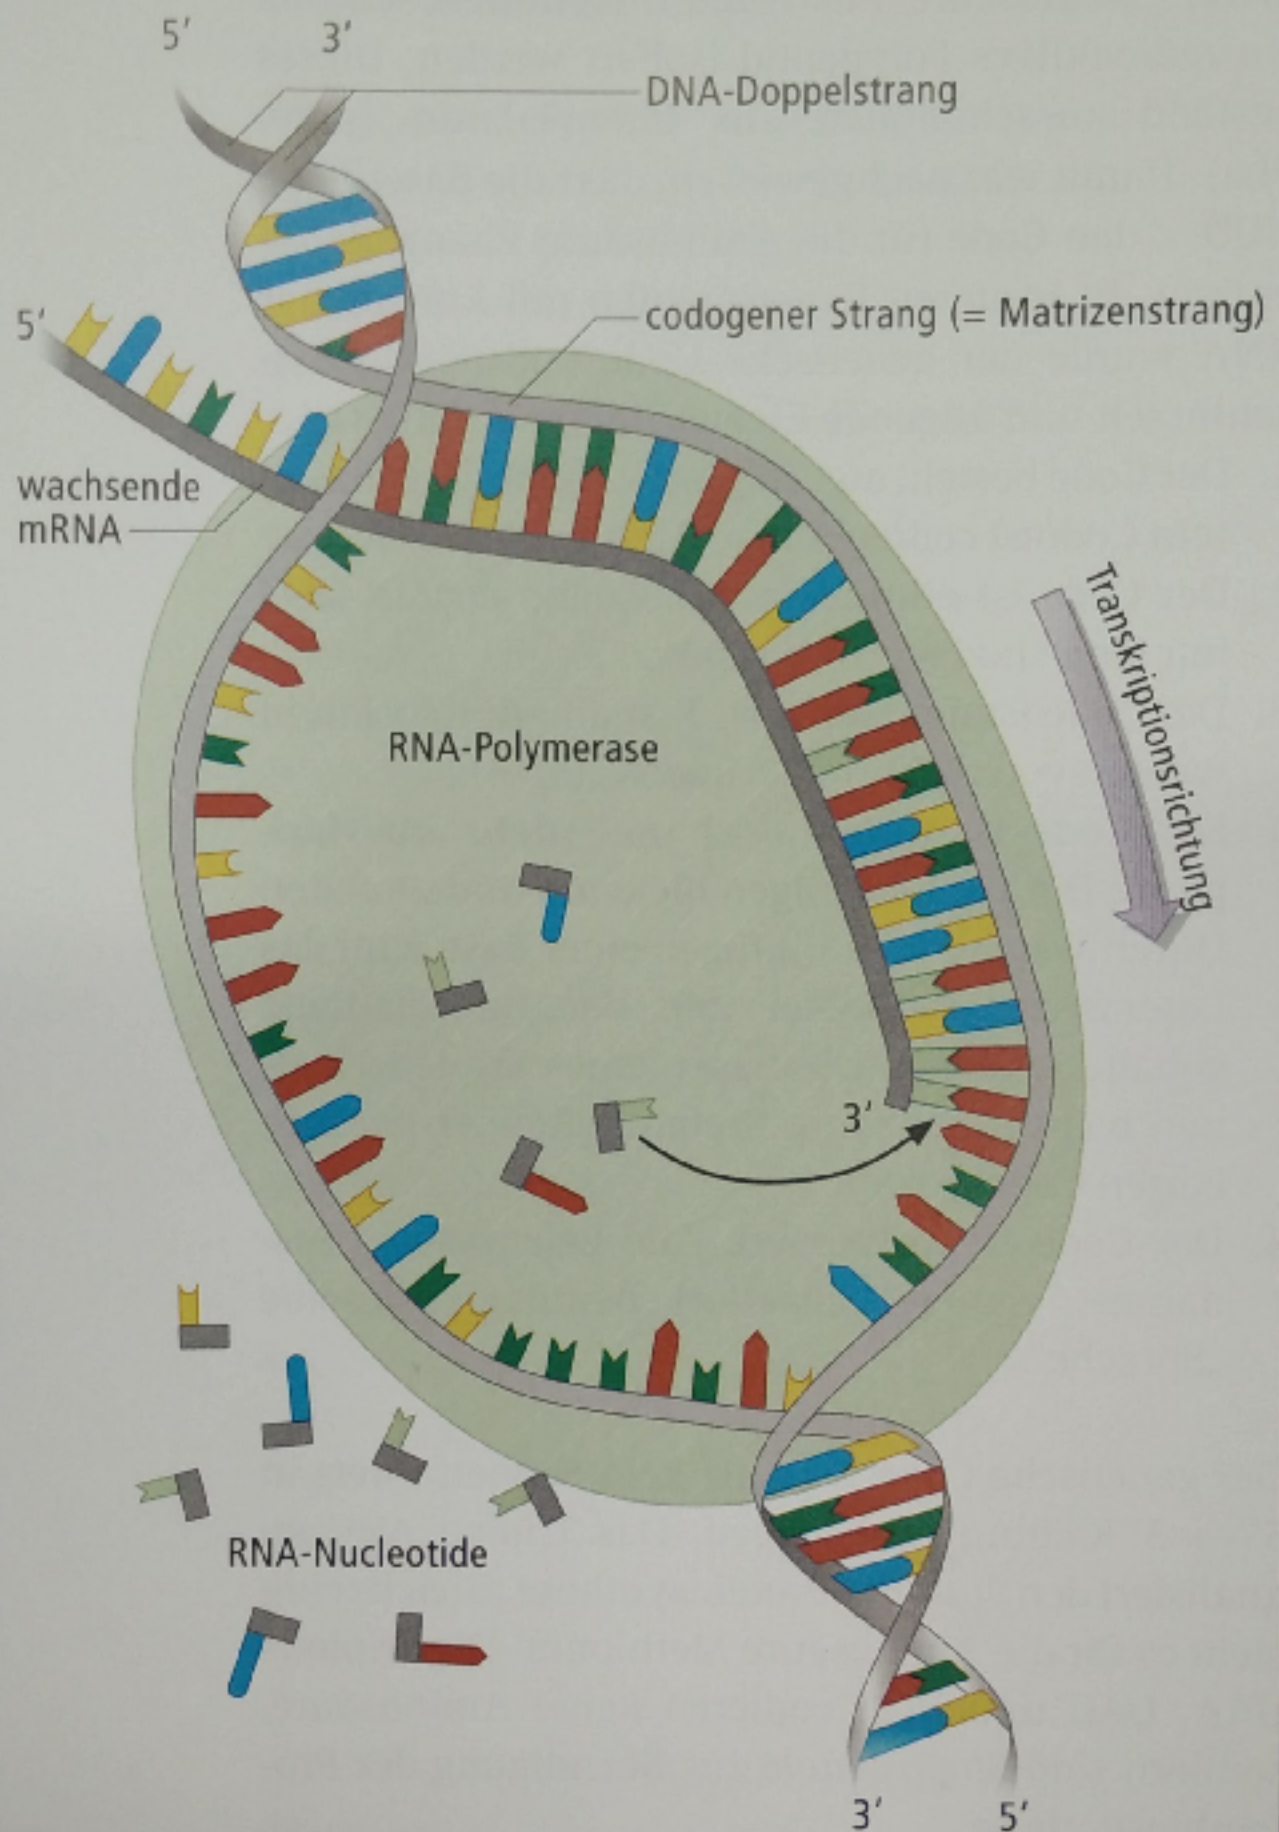 5′
3′
DNA-Doppelstrang
5′
codogener Strang (= Matrizenstrang)
wachsende
mRNA
Transkriptionsrichtung
RNA-Polymerase
3′
RNA-Nucleotide
3′
5′